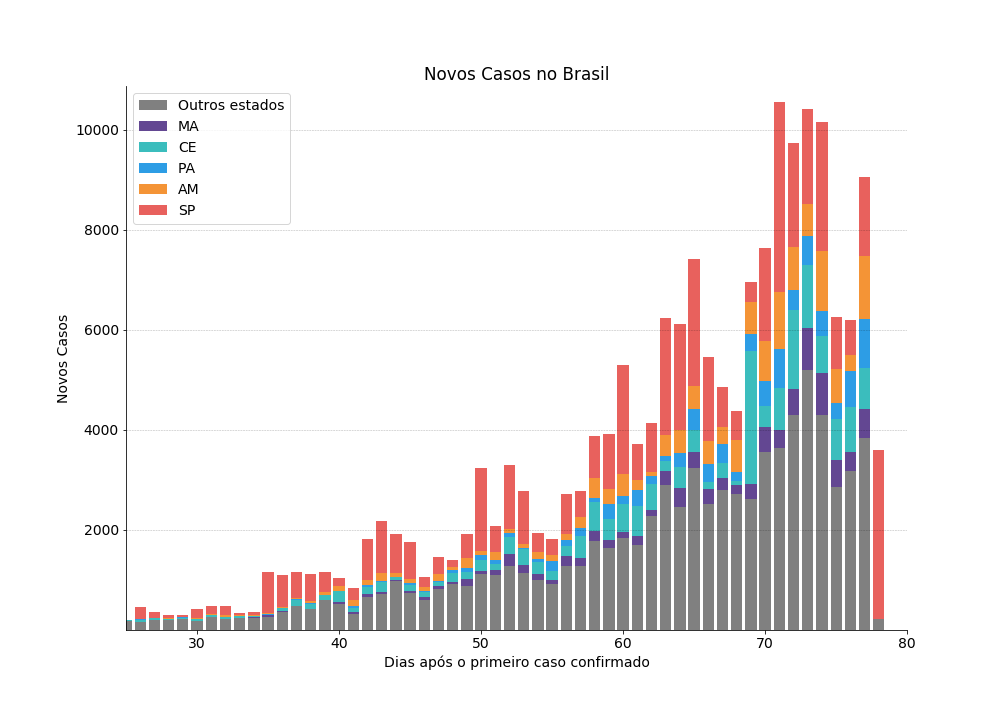 Novos Casos no Brasil
Outros estados
MA
CE
PA
AM
SP
10000
8000
6000
4000
2000
Novos Casos
30 40 50 60 70 80
Dias após o primeiro caso confirmado